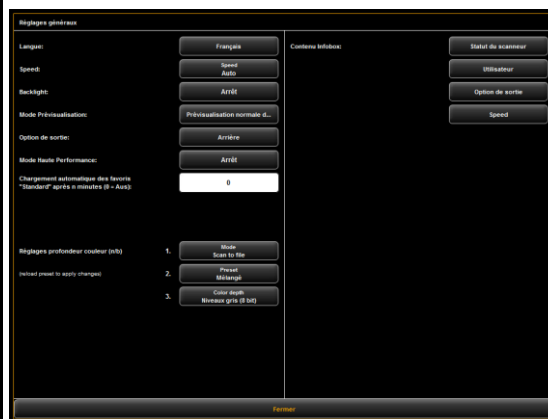 Réglages généraux
Langue:
Français
Speed:
Speed
Auto
Backlight:
Arrêt
Mode Prévisualisation:
Prévisualisation normale d...
Option de sortie:
Arrière
Mode Haute Performance:
Arrêt
Chargement automatique des favoris
"Standard" après n minutes (0 = Aus):
0
Réglages profondeur couleur (n/b)
1.
Mode
Scan to file
(reload preset to apply changes)
2.
Preset
Mélangé
3.
Color depth
Niveaux gris (8 bit)
Contenu Infobox:
Statut du scanneur
Utilisateur
Option de sortie
Speed
Fermer